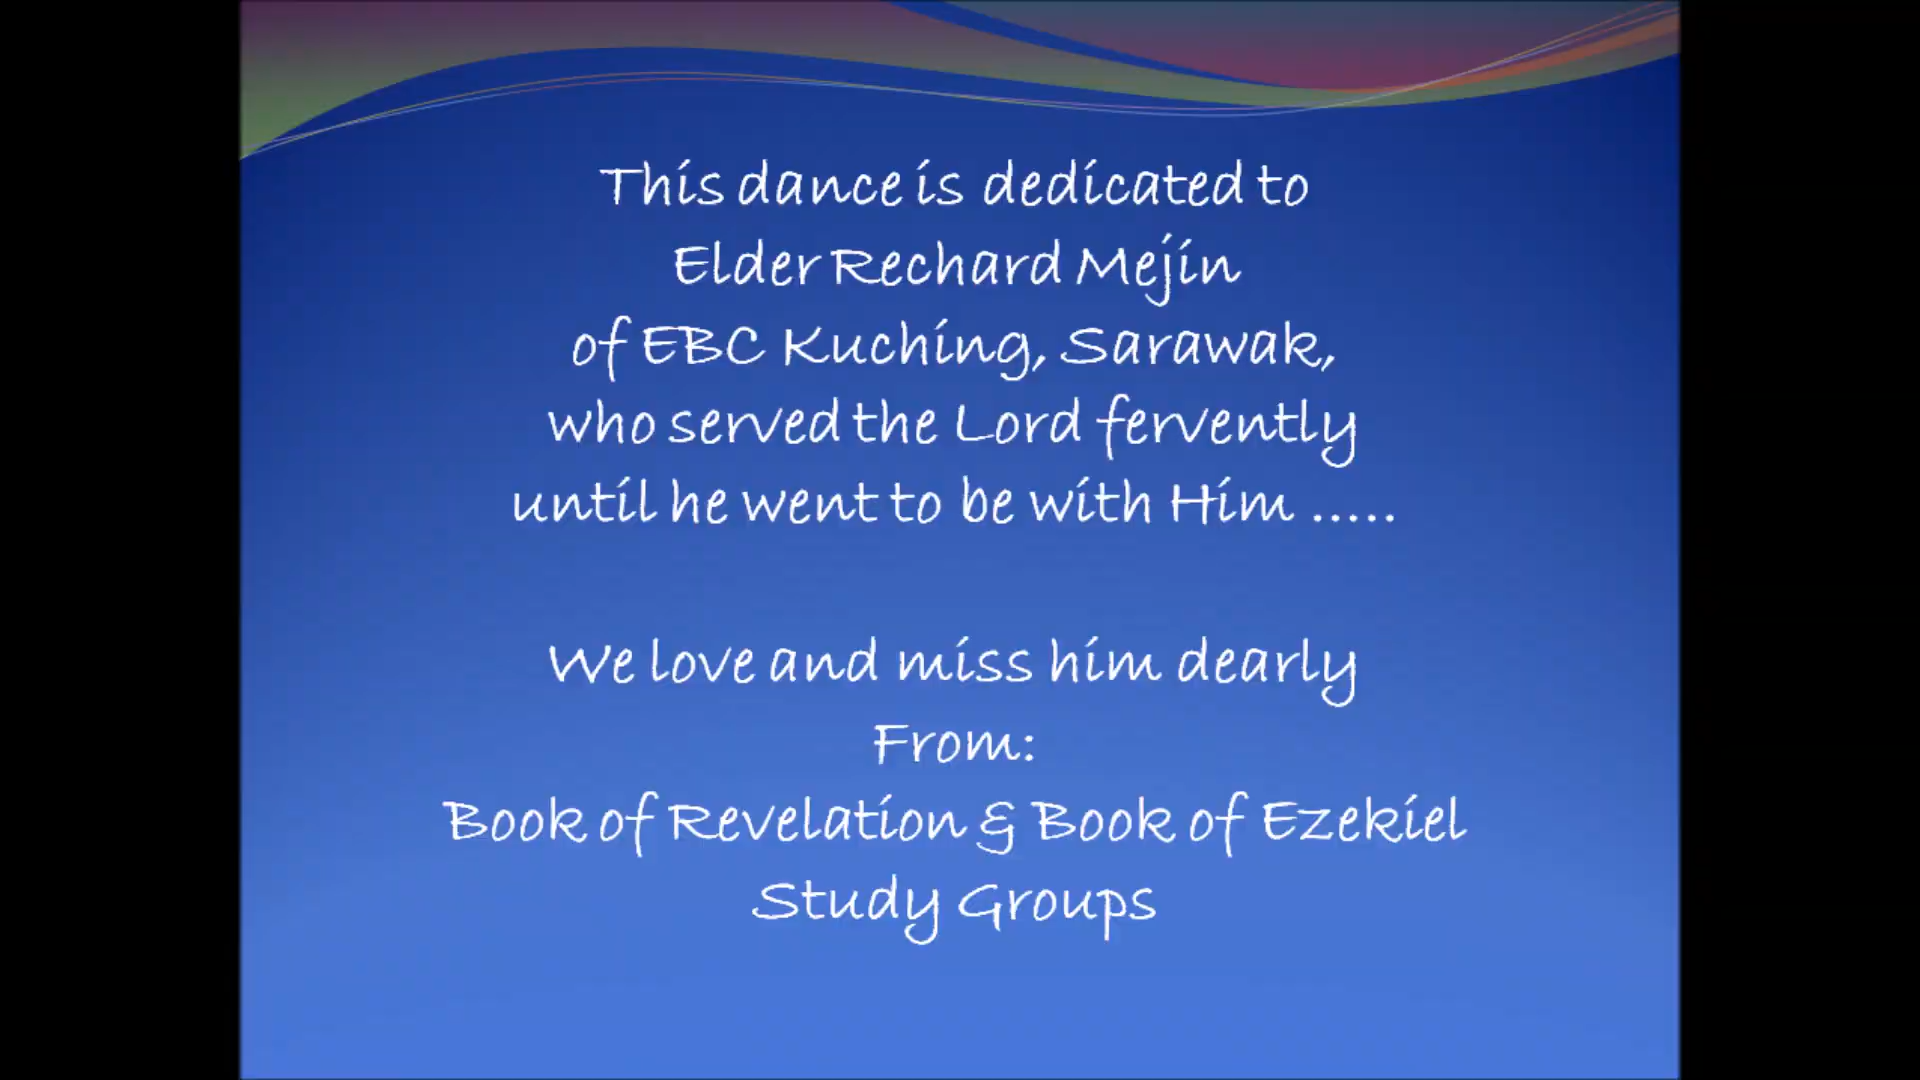 This dance is dedicated to
Elder Rechard Mejin
of EBC Kuching, Sarawak,
who served the Lord fervently
until he went to be with Him .....
We love and miss him dearly
From:
Book of Revelation & Book of Ezekiel
Study Groups